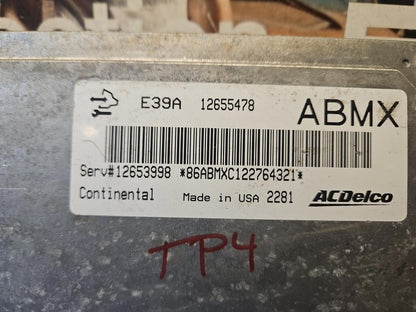 E39A 12655478 ABMX
Serv#12653998 *86ABMXC122764321*
Continental Made in USA 2281 ACDelco
TP4